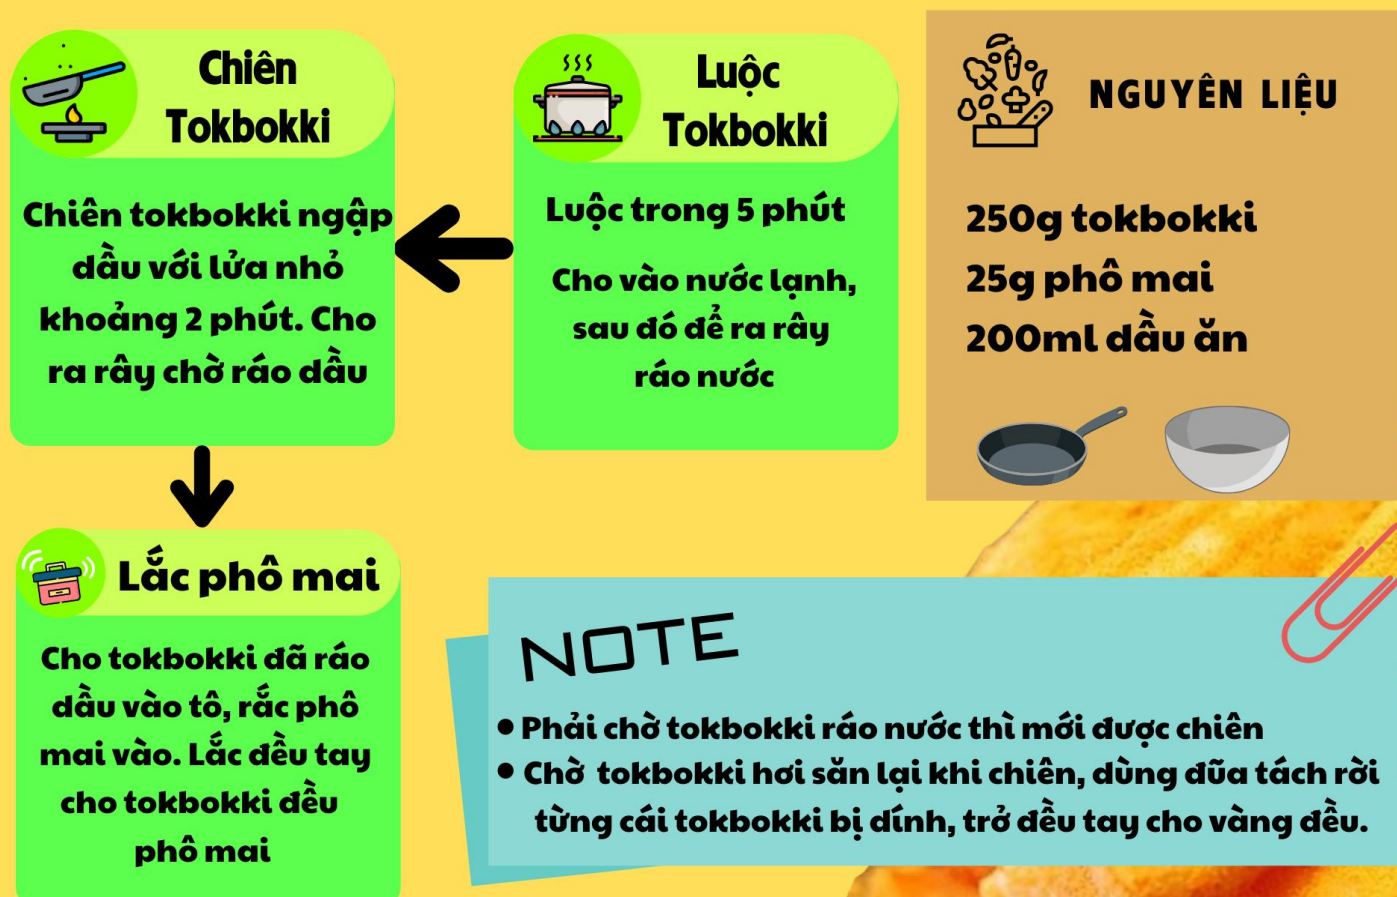 Chiên
Tokbokki
Chiên tokbokki ngập
dầu với lửa nhỏ
khoảng 2 phút. Cho
ra rây chờ ráo dầu
Luộc
Tokbokki
Luộc trong 5 phút
Cho vào nước lạnh,
sau đó để ra rây
ráo nước
NGUYÊN LIỆU
250g tokbokki
25g phô mai
200ml dầu ăn
Lắc phô mai
Cho tokbokki đã ráo
dầu vào tô, rắc phô
mai vào. Lắc đều tay
cho tokbokki đều
phô mai
NOTE
• Phải chờ tokbokki ráo nước thì mới được chiên
• Chờ tokbokki hơi săn lại khi chiên, dùng đũa tách rời
từng cái tokbokki bị dính, trở đều tay cho vàng đều.